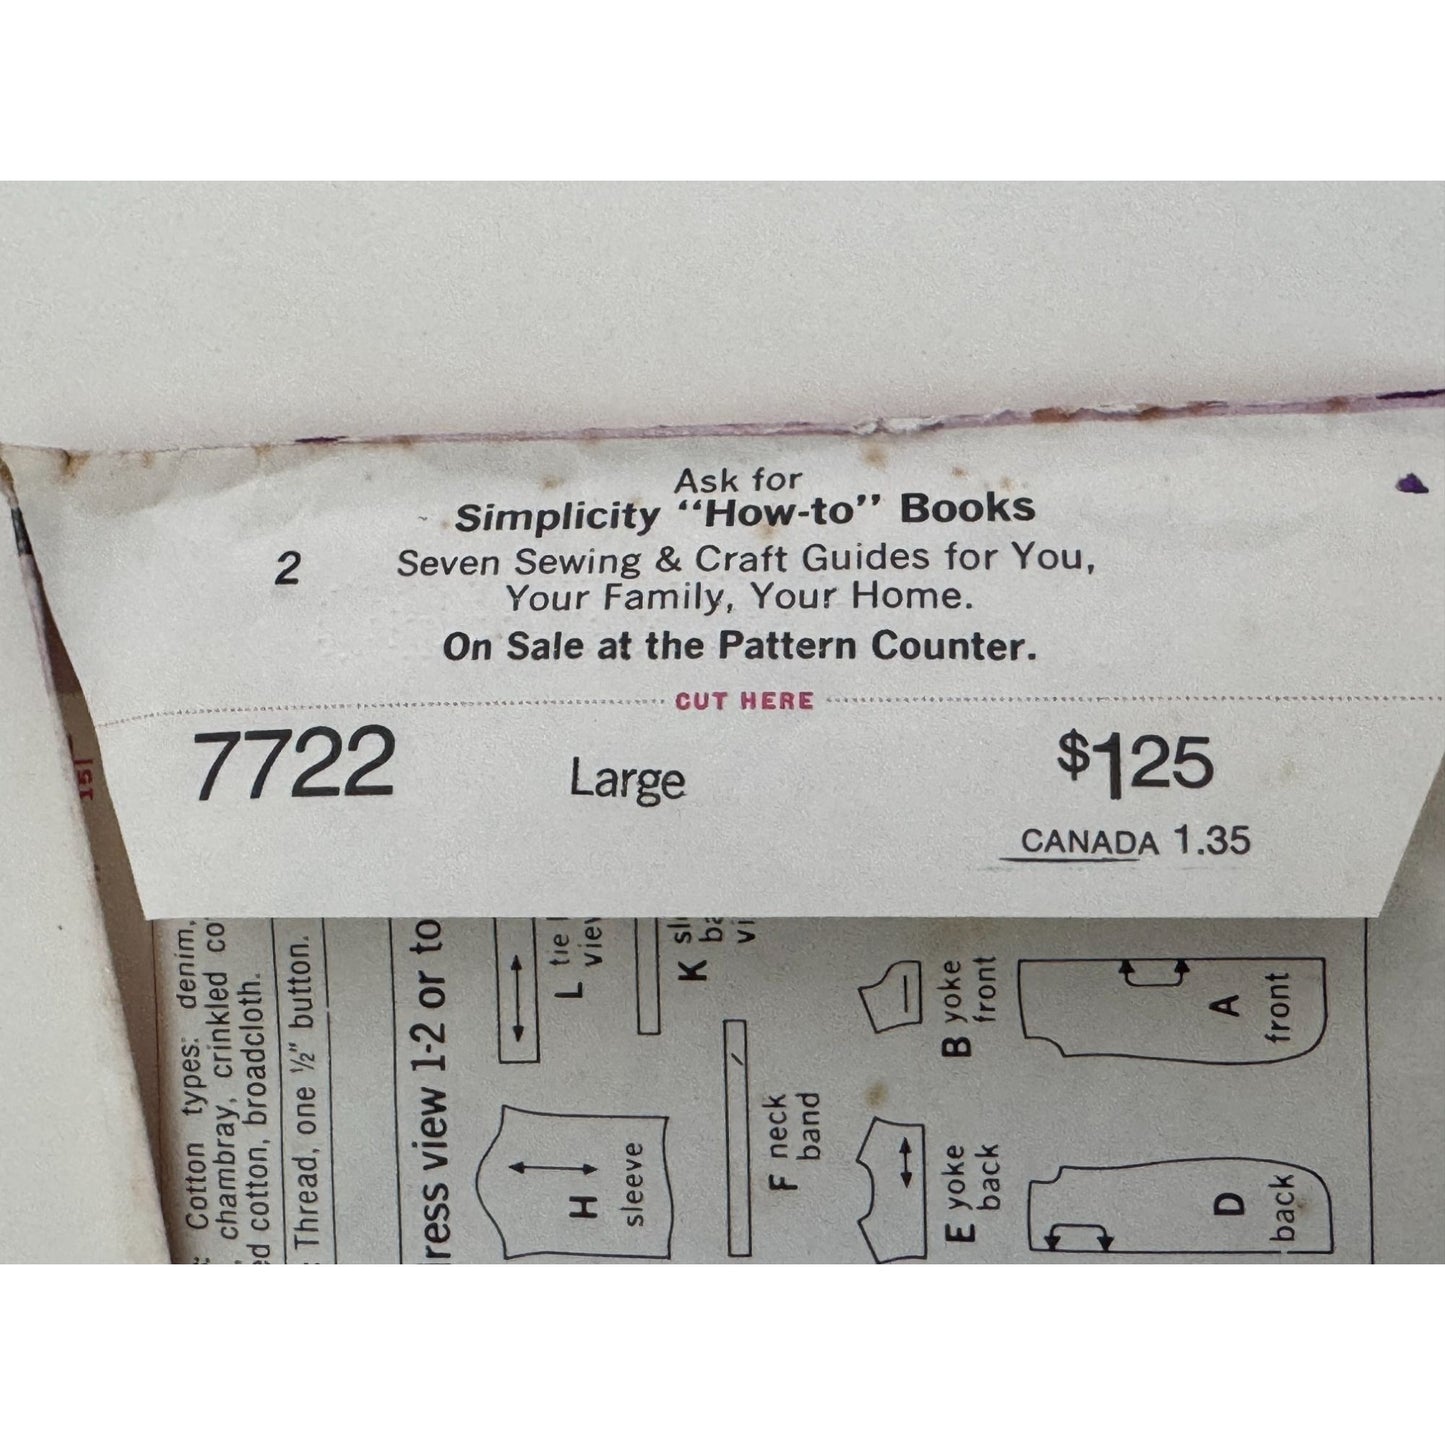 Ask for
Simplicity “How-to” Books
2
Seven Sewing & Craft Guides for You,
Your Family, Your Home.
On Sale at the Pattern Counter.
CUT HERE
7722 Large $125
CANADA 1.35
15
Cotton types: denim,
chambray, crinkled
cotton, broadcloth.
Thread, one ½” button.
view 1-2 or to
L tie
K
H
sleeve
F neck
band
B yoke
front
E yoke
back
A
front
D
back